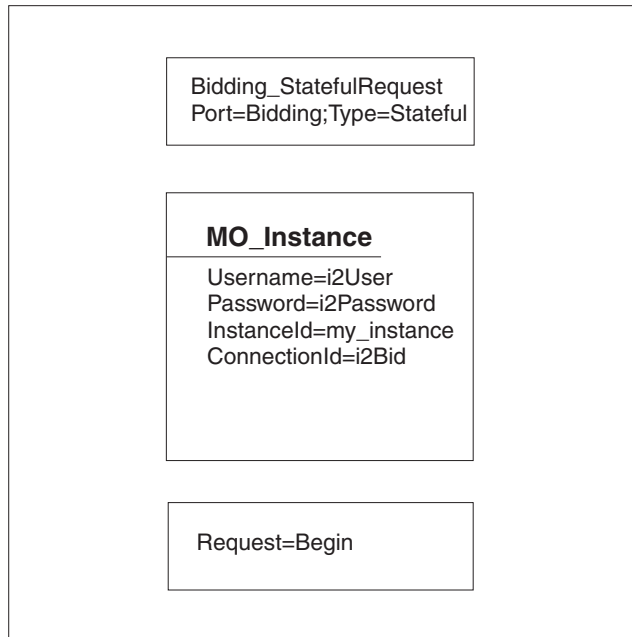 Bidding_StatefulRequest
Port=Bidding;Type=Stateful
MO_Instance
Username=i2User
Password=i2Password
InstanceId=my_instance
ConnectionId=i2Bid
Request=Begin